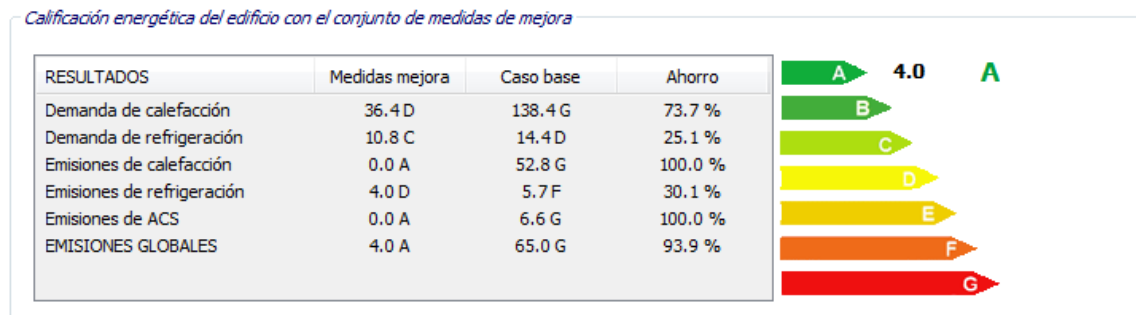 Calificación energética del edificio con el conjunto de medidas de mejora
RESULTADOS Medidas mejora Caso base Ahorro
Demanda de calefacción 36.4 D 138.4 G 73.7 %
Demanda de refrigeración 10.8 C 14.4 D 25.1 %
Emisiones de calefacción 0.0 A 52.8 G 100.0 %
Emisiones de refrigeración 4.0 D 5.7 F 30.1 %
Emisiones de ACS 0.0 A 6.6 G 100.0 %
EMISIONES GLOBALES 4.0 A 65.0 G 93.9 %
A 4.0 A
B
C
D
E
F
G